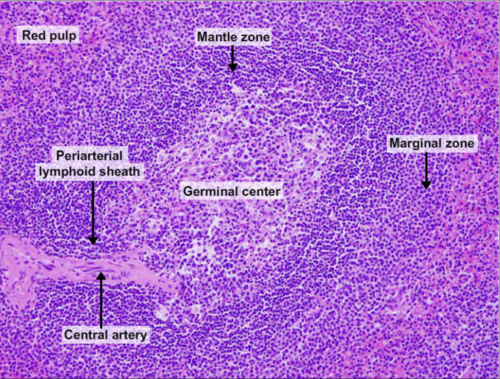 Red pulp
Mantle zone
Marginal zone
Periarterial
lymphoid sheath
Germinal center
Central artery